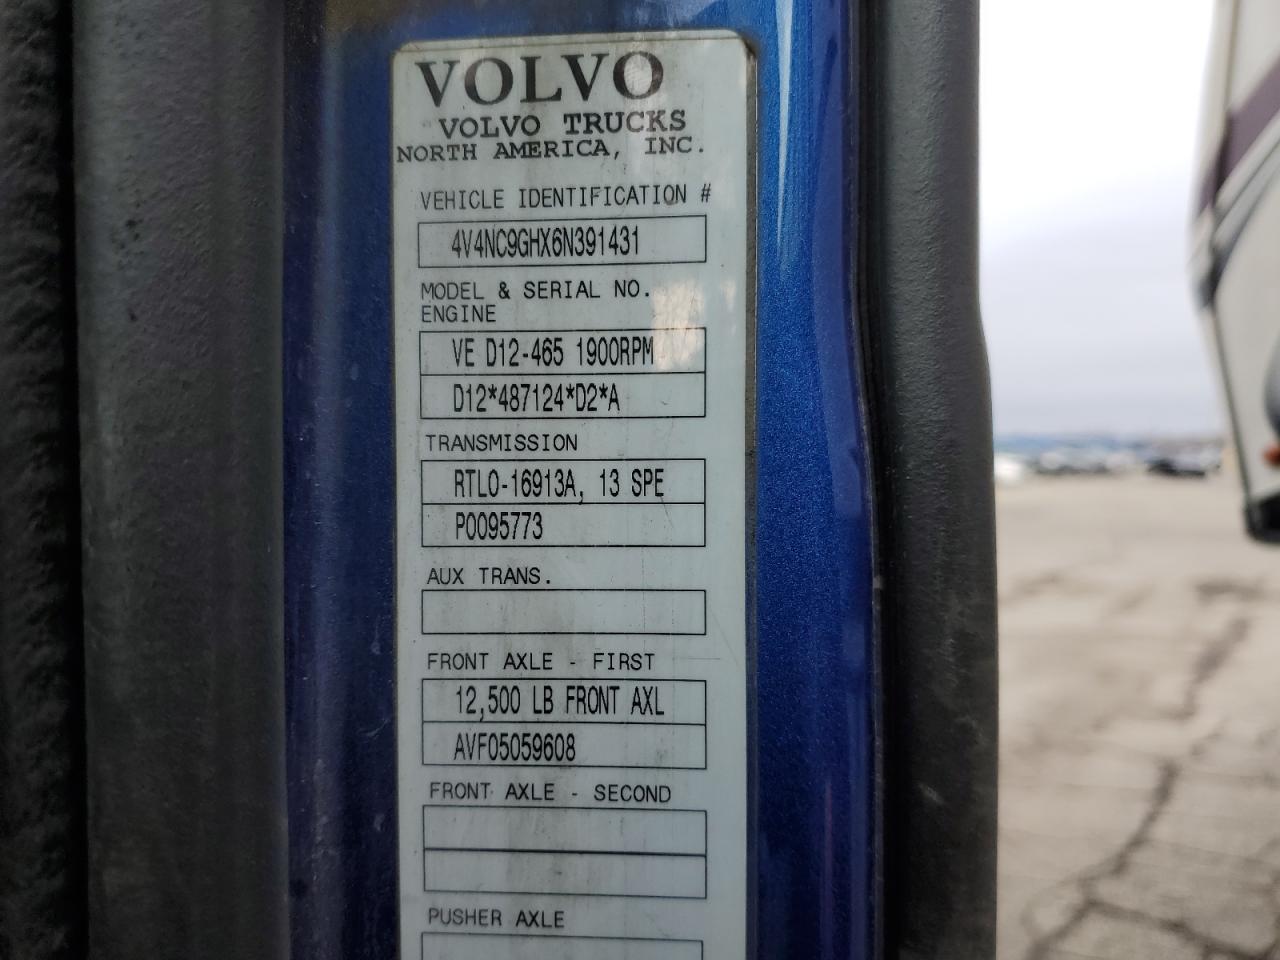 VOLVO
VOLVO TRUCKS
NORTH AMERICA, INC.
VEHICLE IDENTIFICATION #
4V4NC9GHX6N391431
MODEL & SERIAL NO.
ENGINE
VE D12-465 1900RPM
D12*487124*D2*A
TRANSMISSION
RTLO-16913A, 13 SPE
P0095773
AUX TRANS.
FRONT AXLE - FIRST
12,500 LB FRONT AXL
AVF05059608
FRONT AXLE - SECOND
PUSHER AXLE